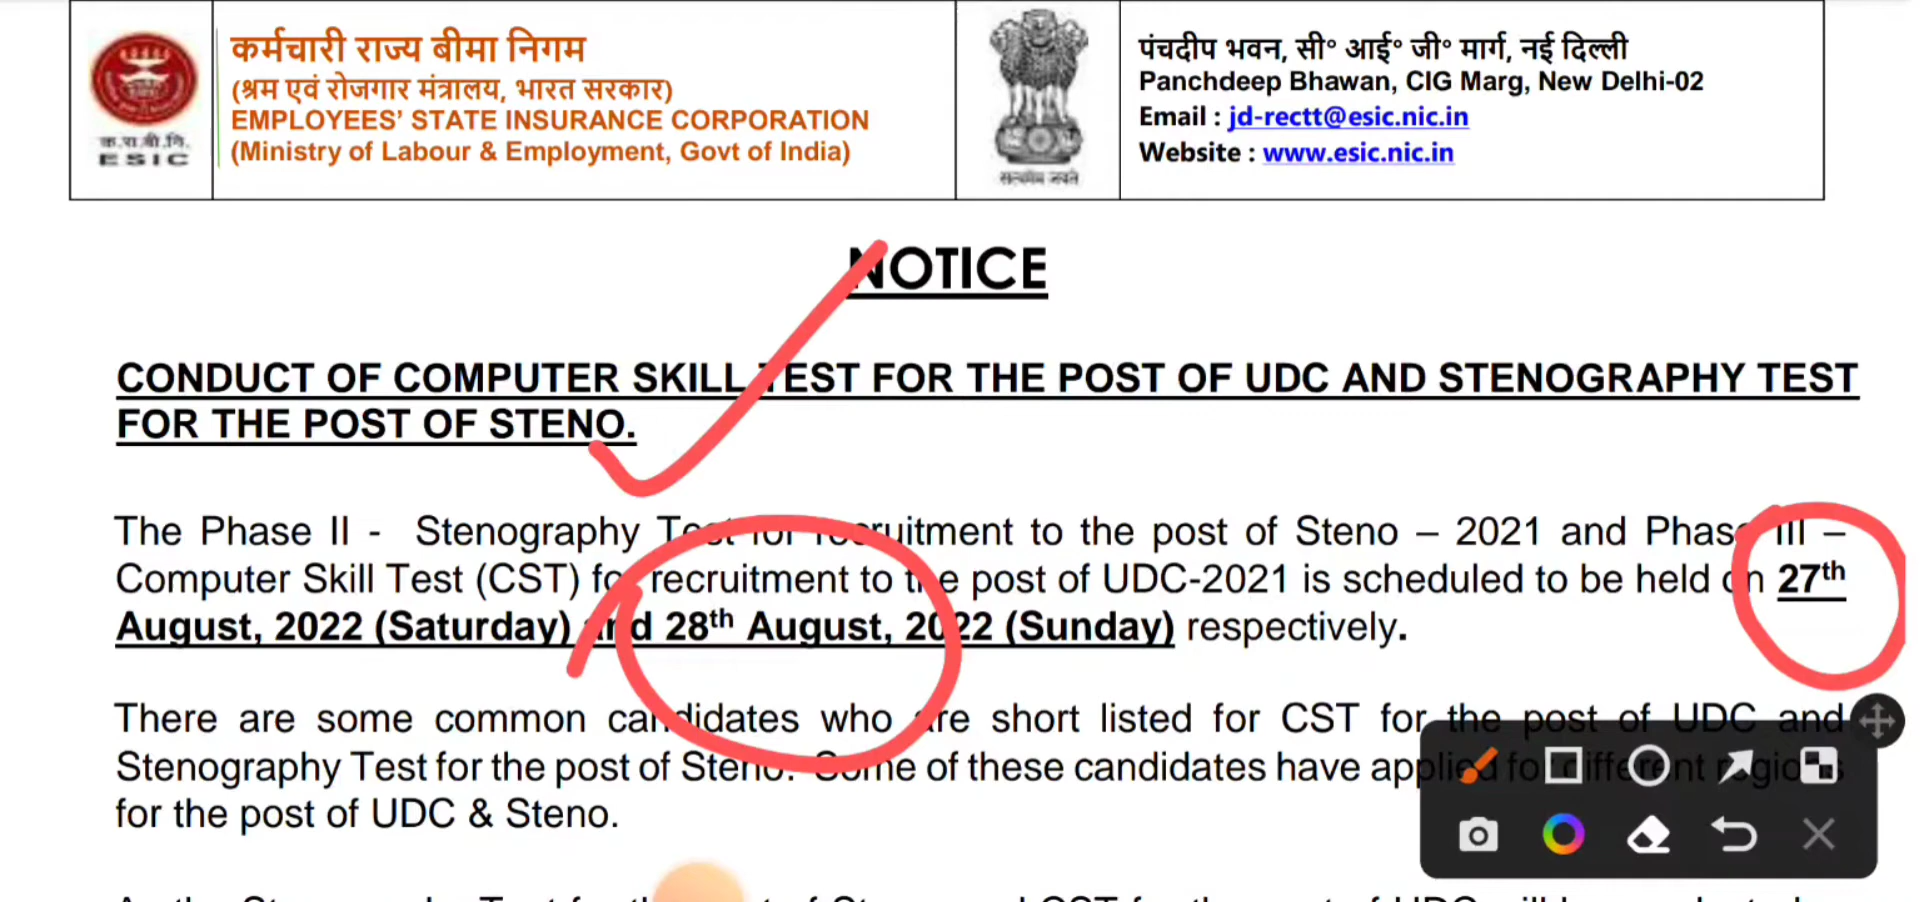 कर्मचारी राज्य बीमा निगम
(श्रम एवं रोजगार मंत्रालय, भारत सरकार)
EMPLOYEES’ STATE INSURANCE CORPORATION
(Ministry of Labour & Employment, Govt of India)
क.रा.बी.नि.
ESIC
सत्यमेव जयते
पंचदीप भवन, सी° आई° जी° मार्ग, नई दिल्ली
Panchdeep Bhawan, CIG Marg, New Delhi-02
Email : jd-rectt@esic.nic.in
Website : www.esic.nic.in
NOTICE
CONDUCT OF COMPUTER SKILL TEST FOR THE POST OF UDC AND STENOGRAPHY TEST
FOR THE POST OF STENO.
The Phase II - Stenography Test for recruitment to the post of Steno – 2021 and Phase III –
Computer Skill Test (CST) for recruitment to the post of UDC-2021 is scheduled to be held on 27th
August, 2022 (Saturday) and 28th August, 2022 (Sunday) respectively.
There are some common candidates who are short listed for CST for the post of UDC and
Stenography Test for the post of Steno. Some of these candidates have applied for different regions
for the post of UDC & Steno.